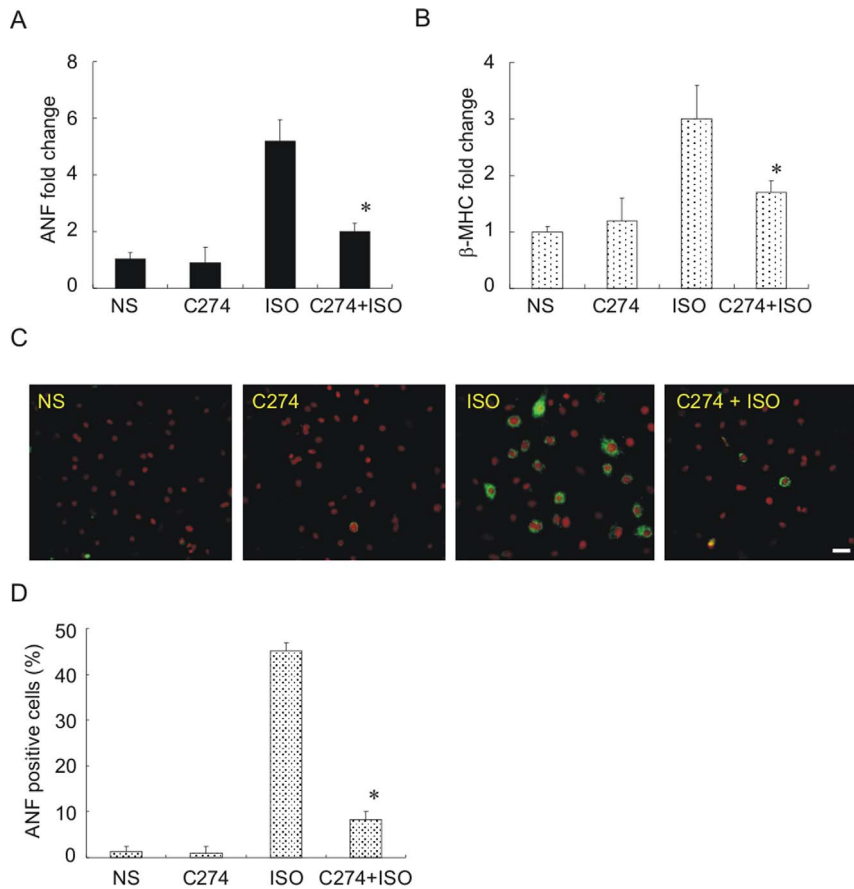 A
8
6
4
2
0
ANF fold change
*
NS C274 ISO C274+ISO
B
4
3
2
1
0
β-MHC fold change
*
NS C274 ISO C274+ISO
C
NS C274 ISO C274 + ISO
D
50
40
30
20
10
0
ANF positive cells (%)
*
NS C274 ISO C274+ISO